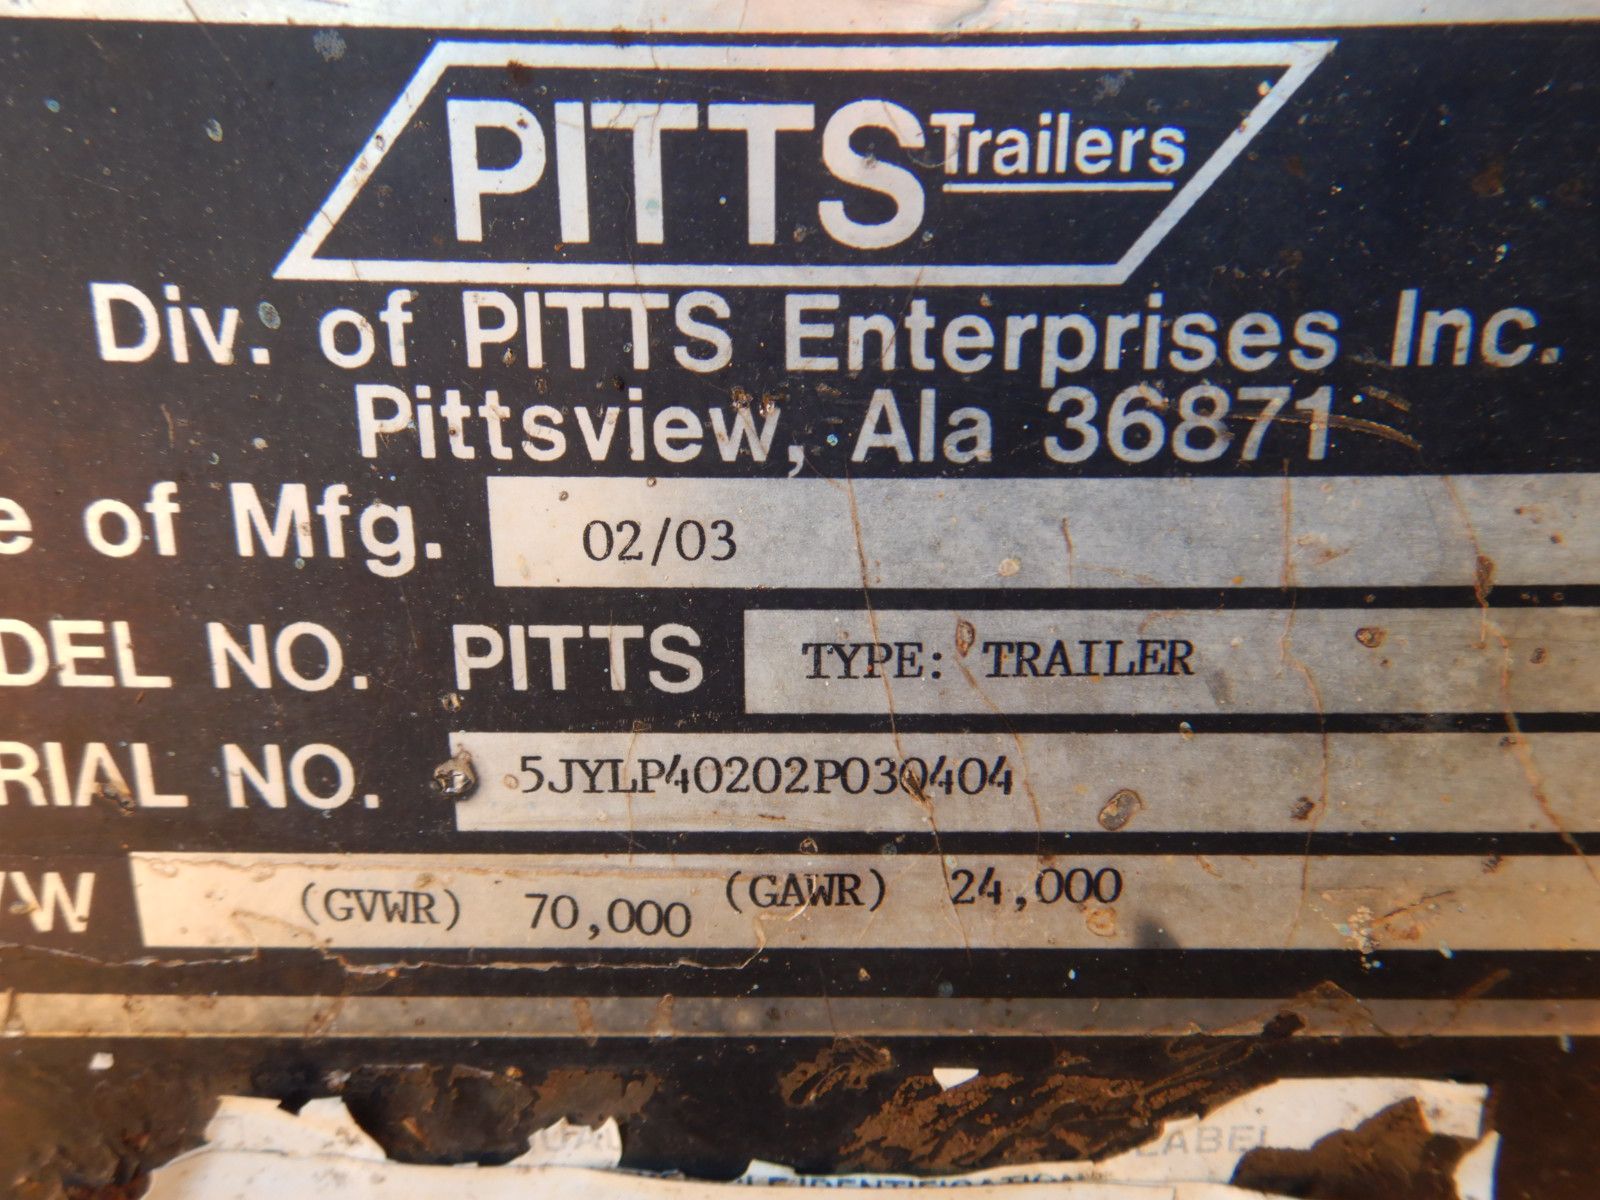 PITTS Trailers
Div. of PITTS Enterprises Inc.
Pittsview, Ala 36871
e of Mfg. 02/03
DEL NO. PITTS TYPE: TRAILER
RIAL NO. 5JYLP40202P030404
W (GVWR) 70,000 (GAWR) 24,000
LABEL